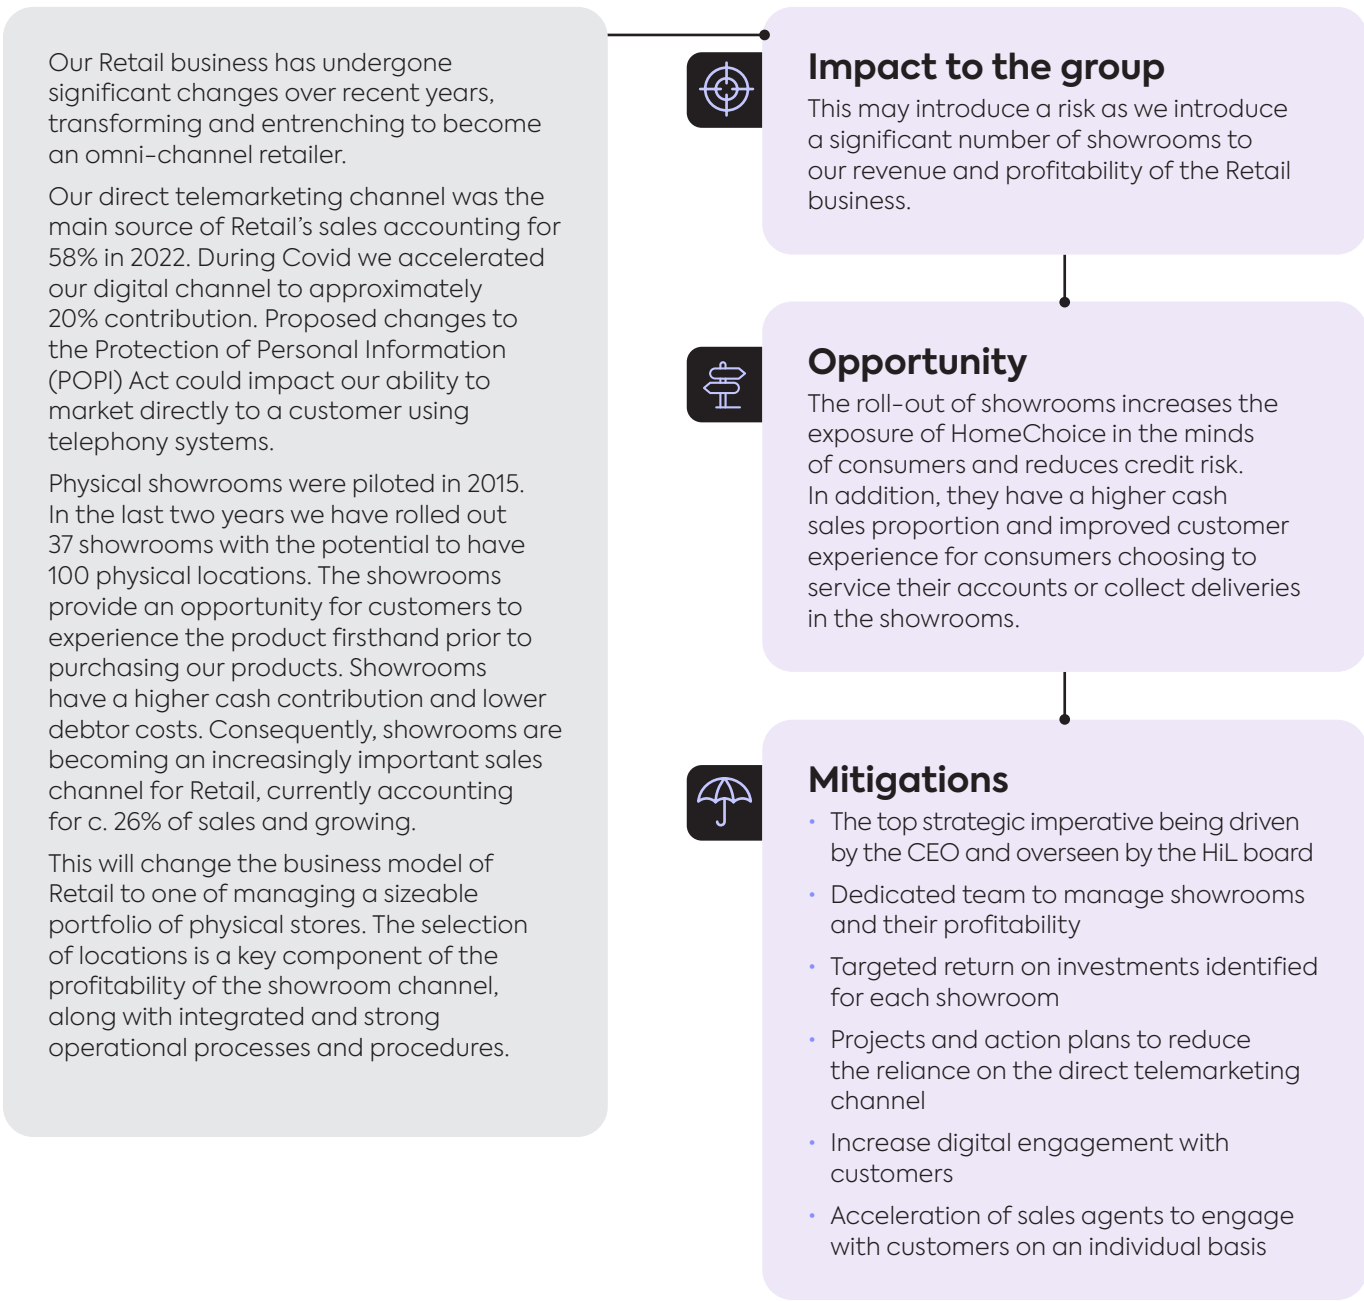 Our Retail business has undergone
significant changes over recent years,
transforming and entrenching to become
an omni-channel retailer.
Our direct telemarketing channel was the
main source of Retail’s sales accounting for
58% in 2022. During Covid we accelerated
our digital channel to approximately
20% contribution. Proposed changes to
the Protection of Personal Information
(POPI) Act could impact our ability to
market directly to a customer using
telephony systems.
Physical showrooms were piloted in 2015.
In the last two years we have rolled out
37 showrooms with the potential to have
100 physical locations. The showrooms
provide an opportunity for customers to
experience the product firsthand prior to
purchasing our products. Showrooms
have a higher cash contribution and lower
debtor costs. Consequently, showrooms are
becoming an increasingly important sales
channel for Retail, currently accounting
for c. 26% of sales and growing.
This will change the business model of
Retail to one of managing a sizeable
portfolio of physical stores. The selection
of locations is a key component of the
profitability of the showroom channel,
along with integrated and strong
operational processes and procedures.
Impact to the group
This may introduce a risk as we introduce
a significant number of showrooms to
our revenue and profitability of the Retail
business.
Opportunity
The roll-out of showrooms increases the
exposure of HomeChoice in the minds
of consumers and reduces credit risk.
In addition, they have a higher cash
sales proportion and improved customer
experience for consumers choosing to
service their accounts or collect deliveries
in the showrooms.
Mitigations
• The top strategic imperative being driven
by the CEO and overseen by the HiL board
• Dedicated team to manage showrooms
and their profitability
• Targeted return on investments identified
for each showroom
• Projects and action plans to reduce
the reliance on the direct telemarketing
channel
• Increase digital engagement with
customers
• Acceleration of sales agents to engage
with customers on an individual basis